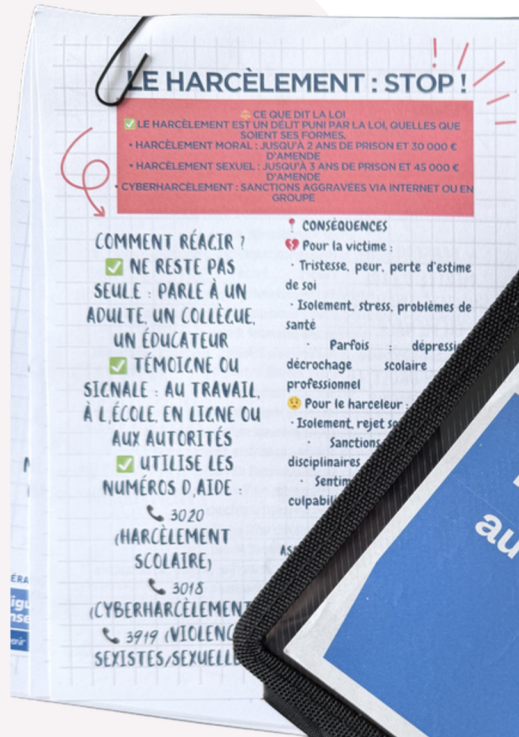 LE HARCÈLEMENT : STOP !
CE QUE DIT LA LOI
✅ LE HARCÈLEMENT EST UN DÉLIT PUNI PAR LA LOI, QUELLES QUE
SOIENT SES FORMES.
• HARCÈLEMENT MORAL : JUSQU'À 2 ANS DE PRISON ET 30 000 €
D'AMENDE
• HARCÈLEMENT SEXUEL : JUSQU'À 3 ANS DE PRISON ET 45 000 €
D'AMENDE
CYBERHARCÈLEMENT : SANCTIONS AGGRAVÉES VIA INTERNET OU EN
GROUPE
COMMENT RÉAGIR ?
✅ NE RESTE PAS
SEULE : PARLE À UN
ADULTE, UN COLLÈGUE,
UN ÉDUCATEUR
✅ TÉMOIGNE OU
SIGNALE : AU TRAVAIL,
À L,ÉCOLE, EN LIGNE OU
AUX AUTORITÉS
✅ UTILISE LES
NUMÉROS D,AIDE :
📞 3020
(HARCÈLEMENT
SCOLAIRE)
📞 3018
(CYBERHARCÈLEMENT
📞 3919 (VIOLENC
SEXISTES/SEXUELLE
📍 CONSÉQUENCES
💔 Pour la victime :
· Tristesse, peur, perte d'estime
de soi
· Isolement, stress, problèmes de
santé
· Parfois : dépressi
décrochage scolaire
professionnel
😟 Pour le harceleur :
· Isolement, rejet so
· Sanctions
disciplinaires
· Sentim
culpabil
au